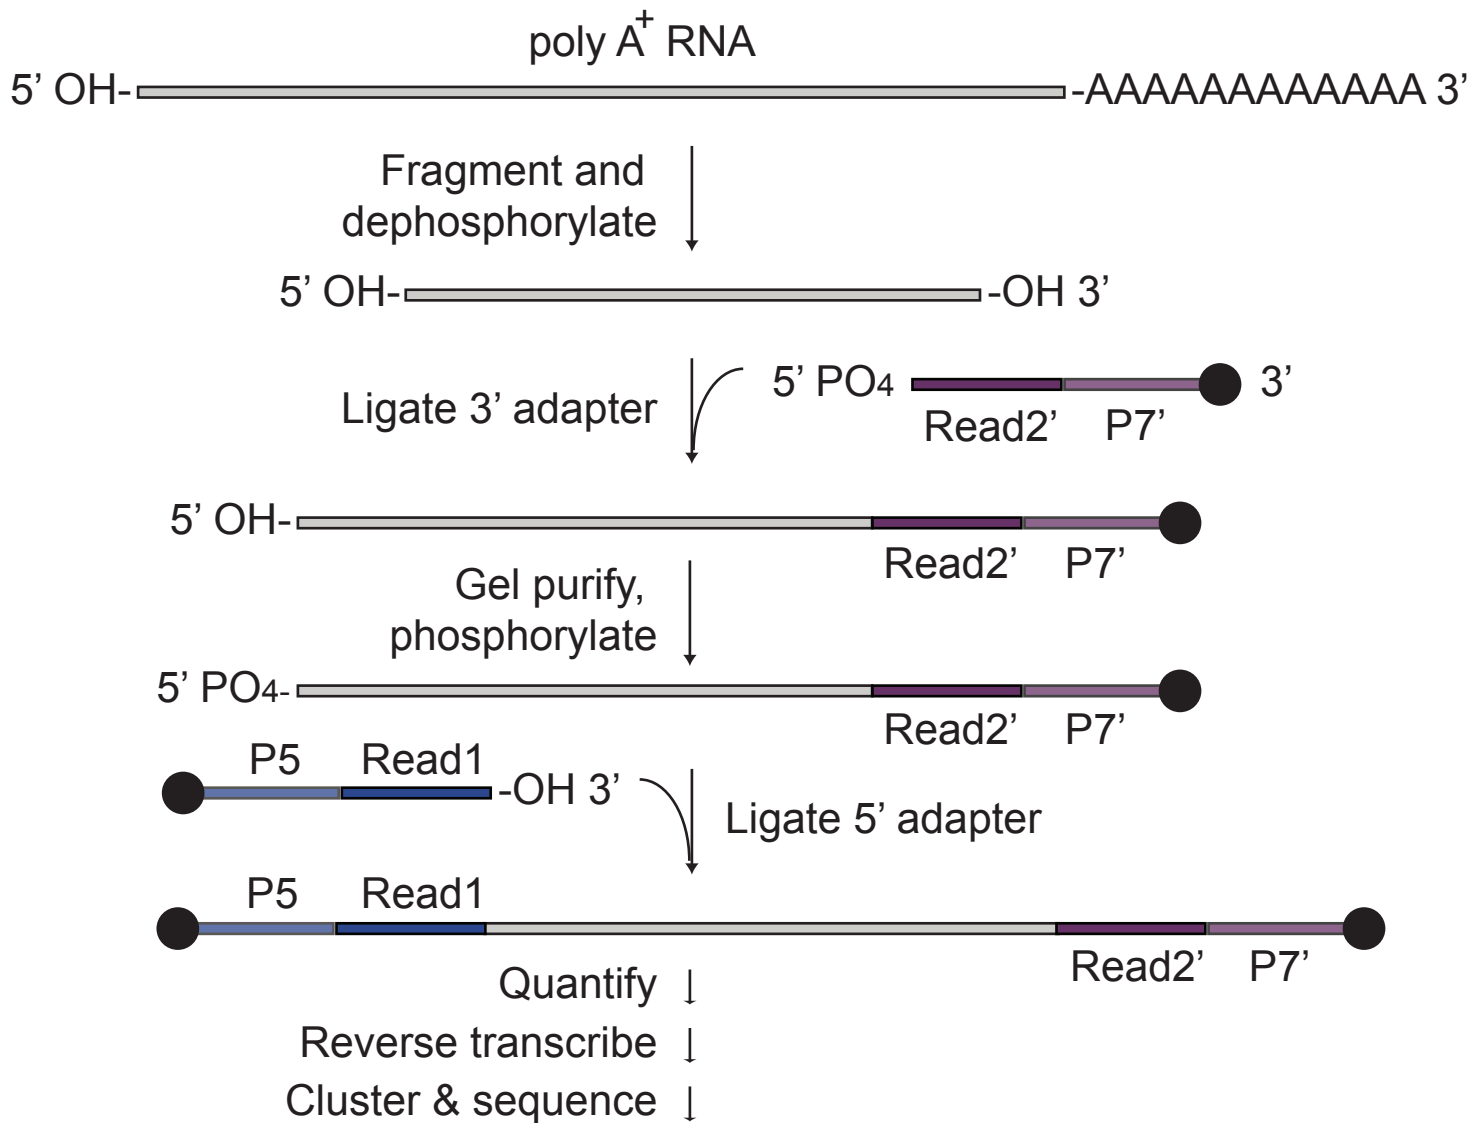 poly A+ RNA
5’ OH- -AAAAAAAAAAAA 3’
Fragment and
dephosphorylate
5’ OH- -OH 3’
5’ PO4 3’
Ligate 3’ adapter
Read2’ P7’
5’ OH-
Read2’ P7’
Gel purify,
phosphorylate
5’ PO4-
Read2’ P7’
P5 Read1
-OH 3’
Ligate 5’ adapter
P5 Read1
Read2’ P7’
Quantify
Reverse transcribe
Cluster & sequence